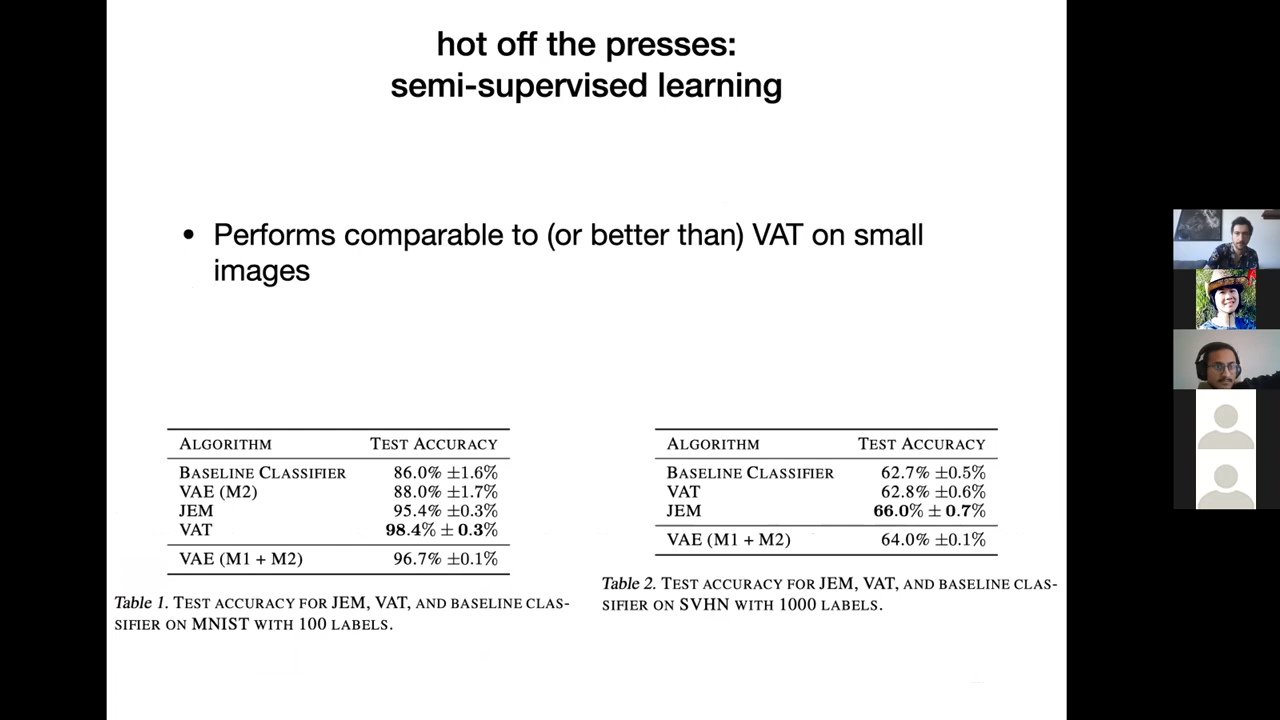 hot off the presses:
semi-supervised learning
• Performs comparable to (or better than) VAT on small
images
ALGORITHM TEST ACCURACY
BASELINE CLASSIFIER 86.0% ±1.6%
VAE (M2) 88.0% ±1.7%
JEM 95.4% ±0.3%
VAT 98.4% ± 0.3%
VAE (M1 + M2) 96.7% ±0.1%
Table 1. TEST ACCURACY FOR JEM, VAT, AND BASELINE CLAS-
SIFIER ON MNIST WITH 100 LABELS.
ALGORITHM TEST ACCURACY
BASELINE CLASSIFIER 62.7% ±0.5%
VAT 62.8% ±0.6%
JEM 66.0% ± 0.7%
VAE (M1 + M2) 64.0% ±0.1%
Table 2. TEST ACCURACY FOR JEM, VAT, AND BASELINE CLAS-
SIFIER ON SVHN WITH 1000 LABELS.